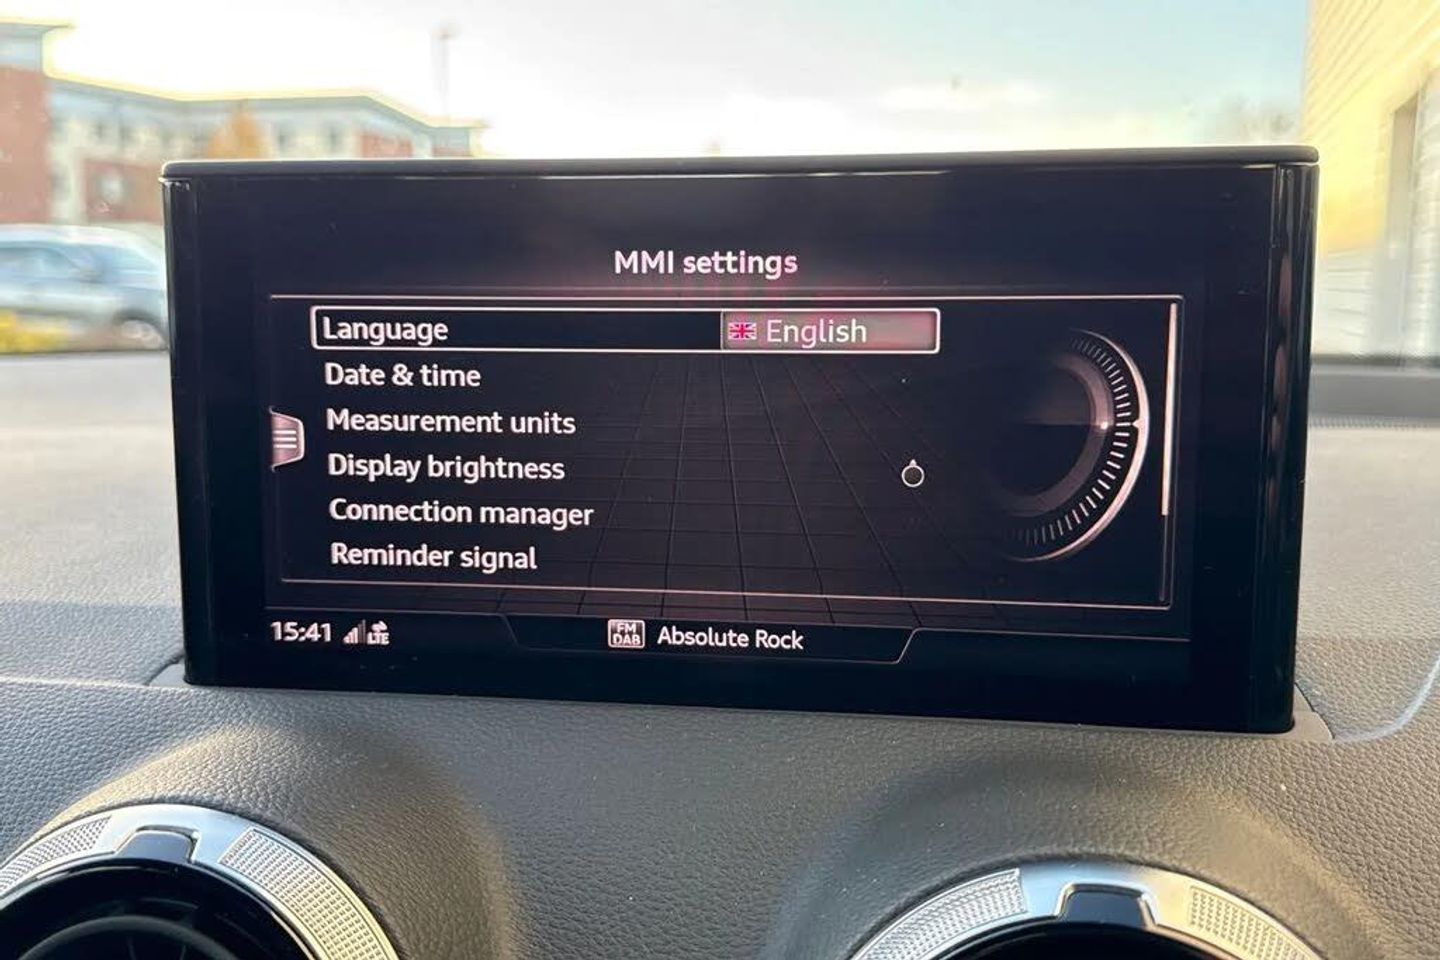 MMI settings
Language English
Date & time
Measurement units
Display brightness
Connection manager
Reminder signal
15:41 LTE FM DAB Absolute Rock